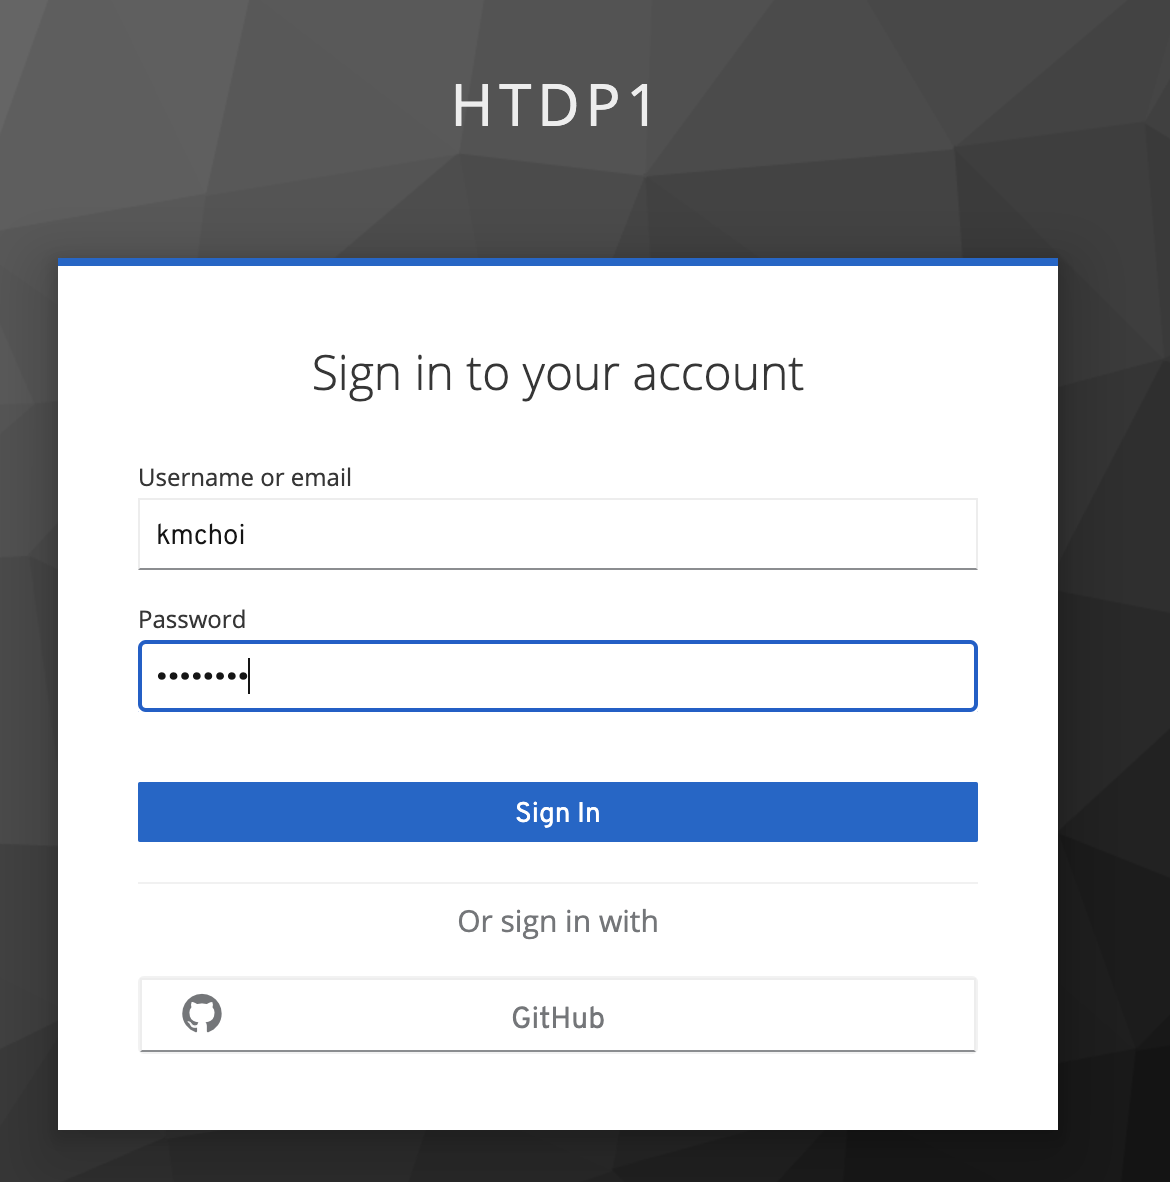 HTDP1
Sign in to your account
Username or email
kmchoi
Password
••••••••
Sign In
Or sign in with
GitHub